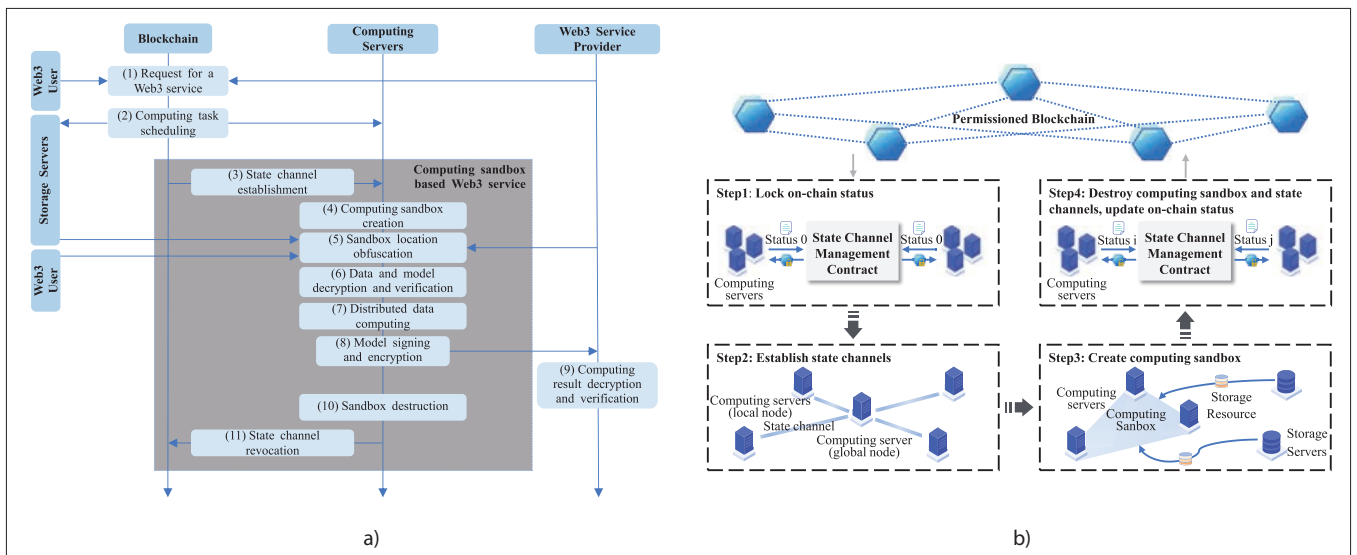 Blockchain
Computing
Servers
Web3 Service
Provider
Web3
User
(1) Request for a
Web3 service
(2) Computing task
scheduling
Storage Servers
Computing sandbox
based Web3 service
(3) State channel
establishment
(4) Computing sandbox
creation
(5) Sandbox location
obfuscation
Web3
User
(6) Data and model
decryption and verification
(7) Distributed data
computing
(8) Model signing
and encryption
(9) Computing
result decryption
and verification
(10) Sandbox destruction
(11) State channel
revocation
a)
Permissioned Blockchain
Step1: Lock on-chain status
Status 0
State Channel
Management
Contract
Status 0
Computing
servers
Step4: Destroy computing sandbox and state
channels, update on-chain status
Status i
State Channel
Management
Contract
Status j
Computing
servers
Step2: Establish state channels
Computing servers
(local node)
State channel
Computing server
(global node)
Step3: Create computing sandbox
Computing
servers
Computing
Sanbox
Storage
Resource
Storage
Servers
b)